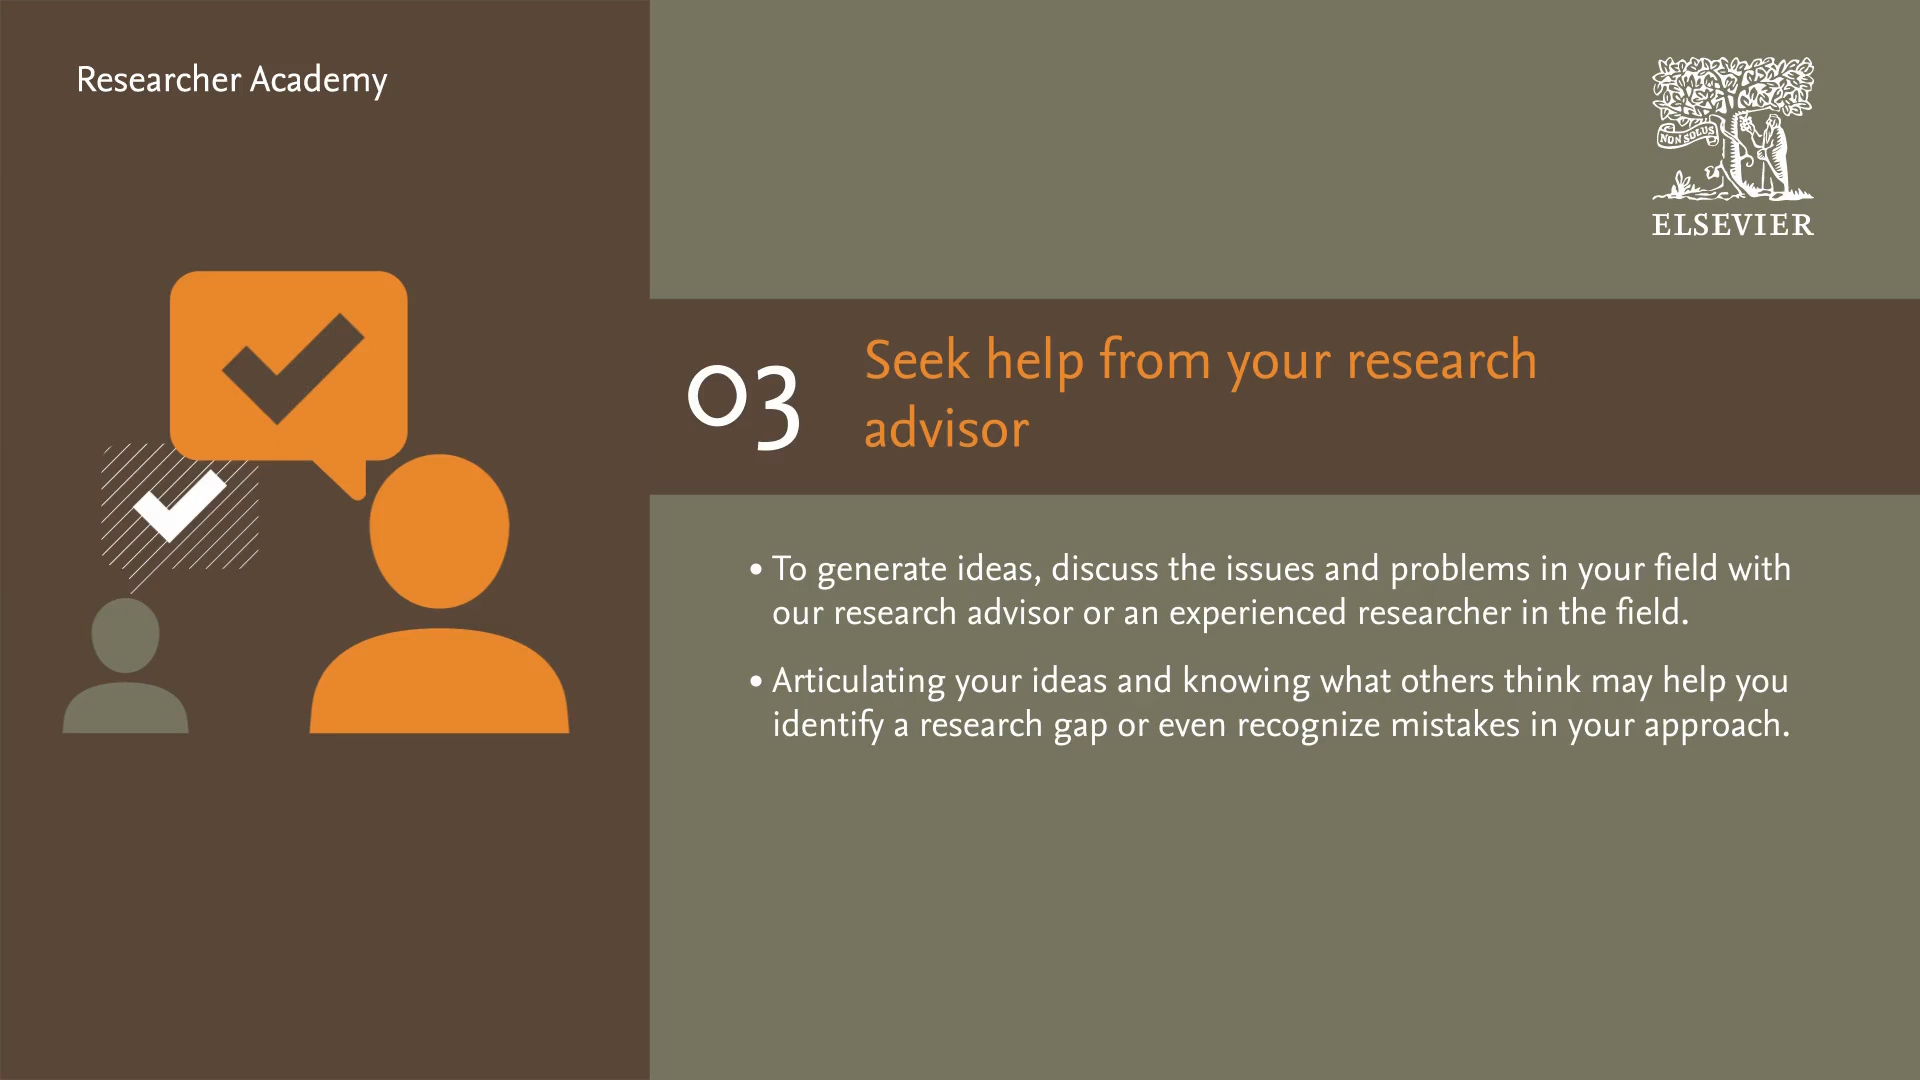 Researcher Academy
NON SOLUS
ELSEVIER
03
Seek help from your research
advisor
• To generate ideas, discuss the issues and problems in your field with
our research advisor or an experienced researcher in the field.
• Articulating your ideas and knowing what others think may help you
identify a research gap or even recognize mistakes in your approach.